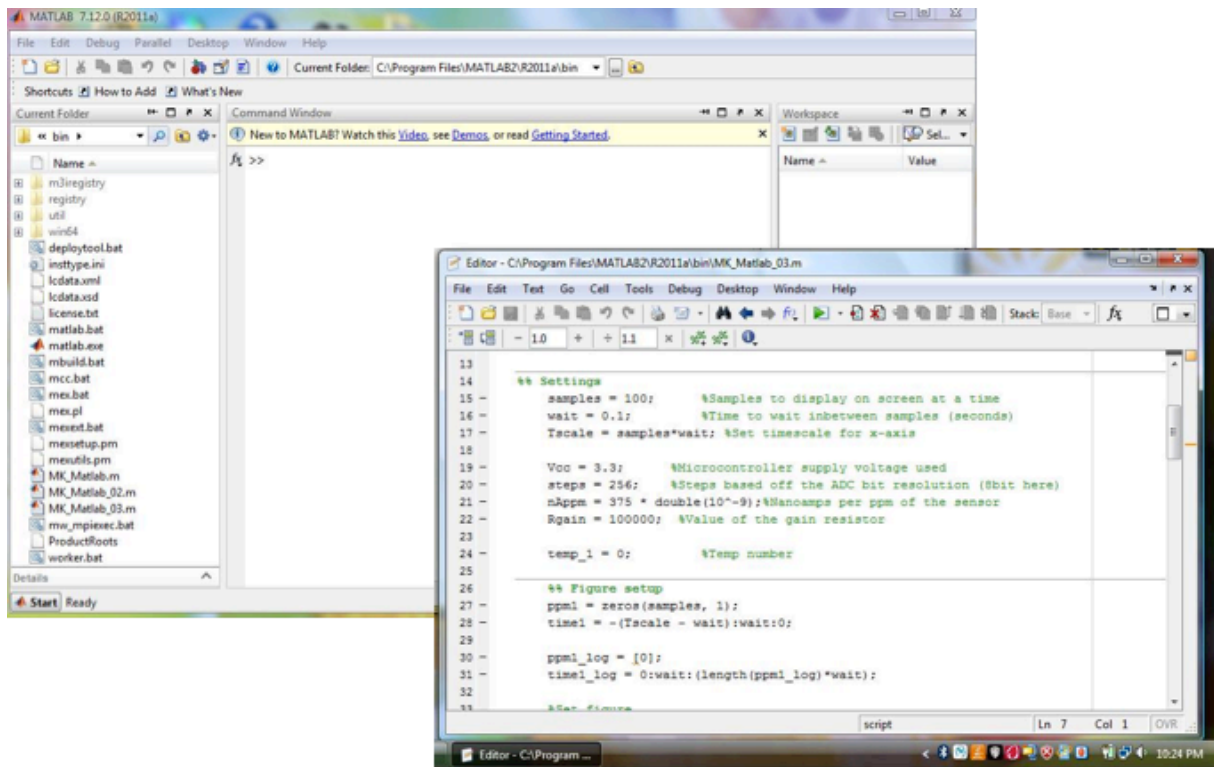 MATLAB 7.12.0 (R2011a)
File Edit Debug Parallel Desktop Window Help
Current Folder: C:\Program Files\MATLAB2\R2011a\bin
Shortcuts How to Add What's New
Current Folder
« bin
Name
m3iregistry
registry
util
win64
deploytool.bat
insttype.ini
lcdata.xml
lcdata.xsd
license.txt
matlab.bat
matlab.exe
mbuild.bat
mcc.bat
mex.bat
mex.pl
mexext.bat
mexsetup.pm
mexutils.pm
MK_Matlab.m
MK_Matlab_02.m
MK_Matlab_03.m
mw_mpiexec.bat
ProductRoots
worker.bat
Details
Start Ready
Command Window
New to MATLAB? Watch this Video, see Demos, or read Getting Started.
fx >>
Workspace
Sel...
Name Value
Editor - C:\Program Files\MATLAB2\R2011a\bin\MK_Matlab_03.m
File Edit Text Go Cell Tools Debug Desktop Window Help
Stack: Base fx
- 1.0 + ÷ 1.1 ×
13
14 %% Settings
15 - samples = 100; %Samples to display on screen at a time
16 - wait = 0.1; %Time to wait inbetween samples (seconds)
17 - Tscale = samples*wait; %Set timescale for x-axis
18
19 - Vcc = 3.3; %Microcontroller supply voltage used
20 - steps = 256; %Steps based off the ADC bit resolution (8bit here)
21 - nAppm = 375 * double(10^-9);%Nanoamps per ppm of the sensor
22 - Rgain = 100000; %Value of the gain resistor
23
24 - temp_1 = 0; %Temp number
25
26 %% Figure setup
27 - ppm1 = zeros(samples, 1);
28 - time1 = -(Tscale - wait):wait:0;
29
30 - ppm1_log = [0];
31 - time1_log = 0:wait:(length(ppm1_log)*wait);
32
33 %Set figure
script Ln 7 Col 1 OVR
Editor - C:\Program ... 10:24 PM